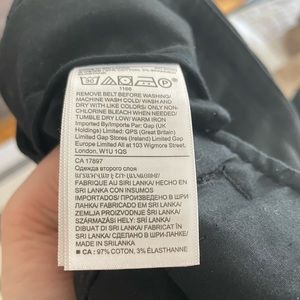 1166
REMOVE BELT BEFORE WASHING/
MACHINE WASH COLD/ WASH AND
DRY WITH LIKE COLORS/ ONLY NON-
CHLORINE BLEACH WHEN NEEDED/
TUMBLE DRY LOW/ WARM IRON
Imported By/Importé Par: Gap (UK
Holdings) Limited; GPS (Great Britain)
Limited Gap Stores (Ireland) Limited Gap
Europe Limited All at 103 Wigmore Street.
London, W1U 1QS
CA 17897
Одежда второго слоя
FABRIQUE AU SRI LANKA/ HECHO EN
SRI LANKA CON INSUMOS
IMPORTADOS/ ПРОИЗВЕДЕНО В ШРИ
ЛАНКА/ FABRICADO EM SRI LANKA/
ZEMLJA PROIZVODNJE ŠRI LANKA/
SZÁRMAZÁSI HELY: SRI LANKA/
DIBUAT DI SRI LANKA/ FABRICAT ÎN
SRI LANKA/ СДЕЛАНО В ШРИ-ЛАНКЕ/
MADE IN SRILANKA
CA : 97% COTON, 3% ÉLASTHANNE